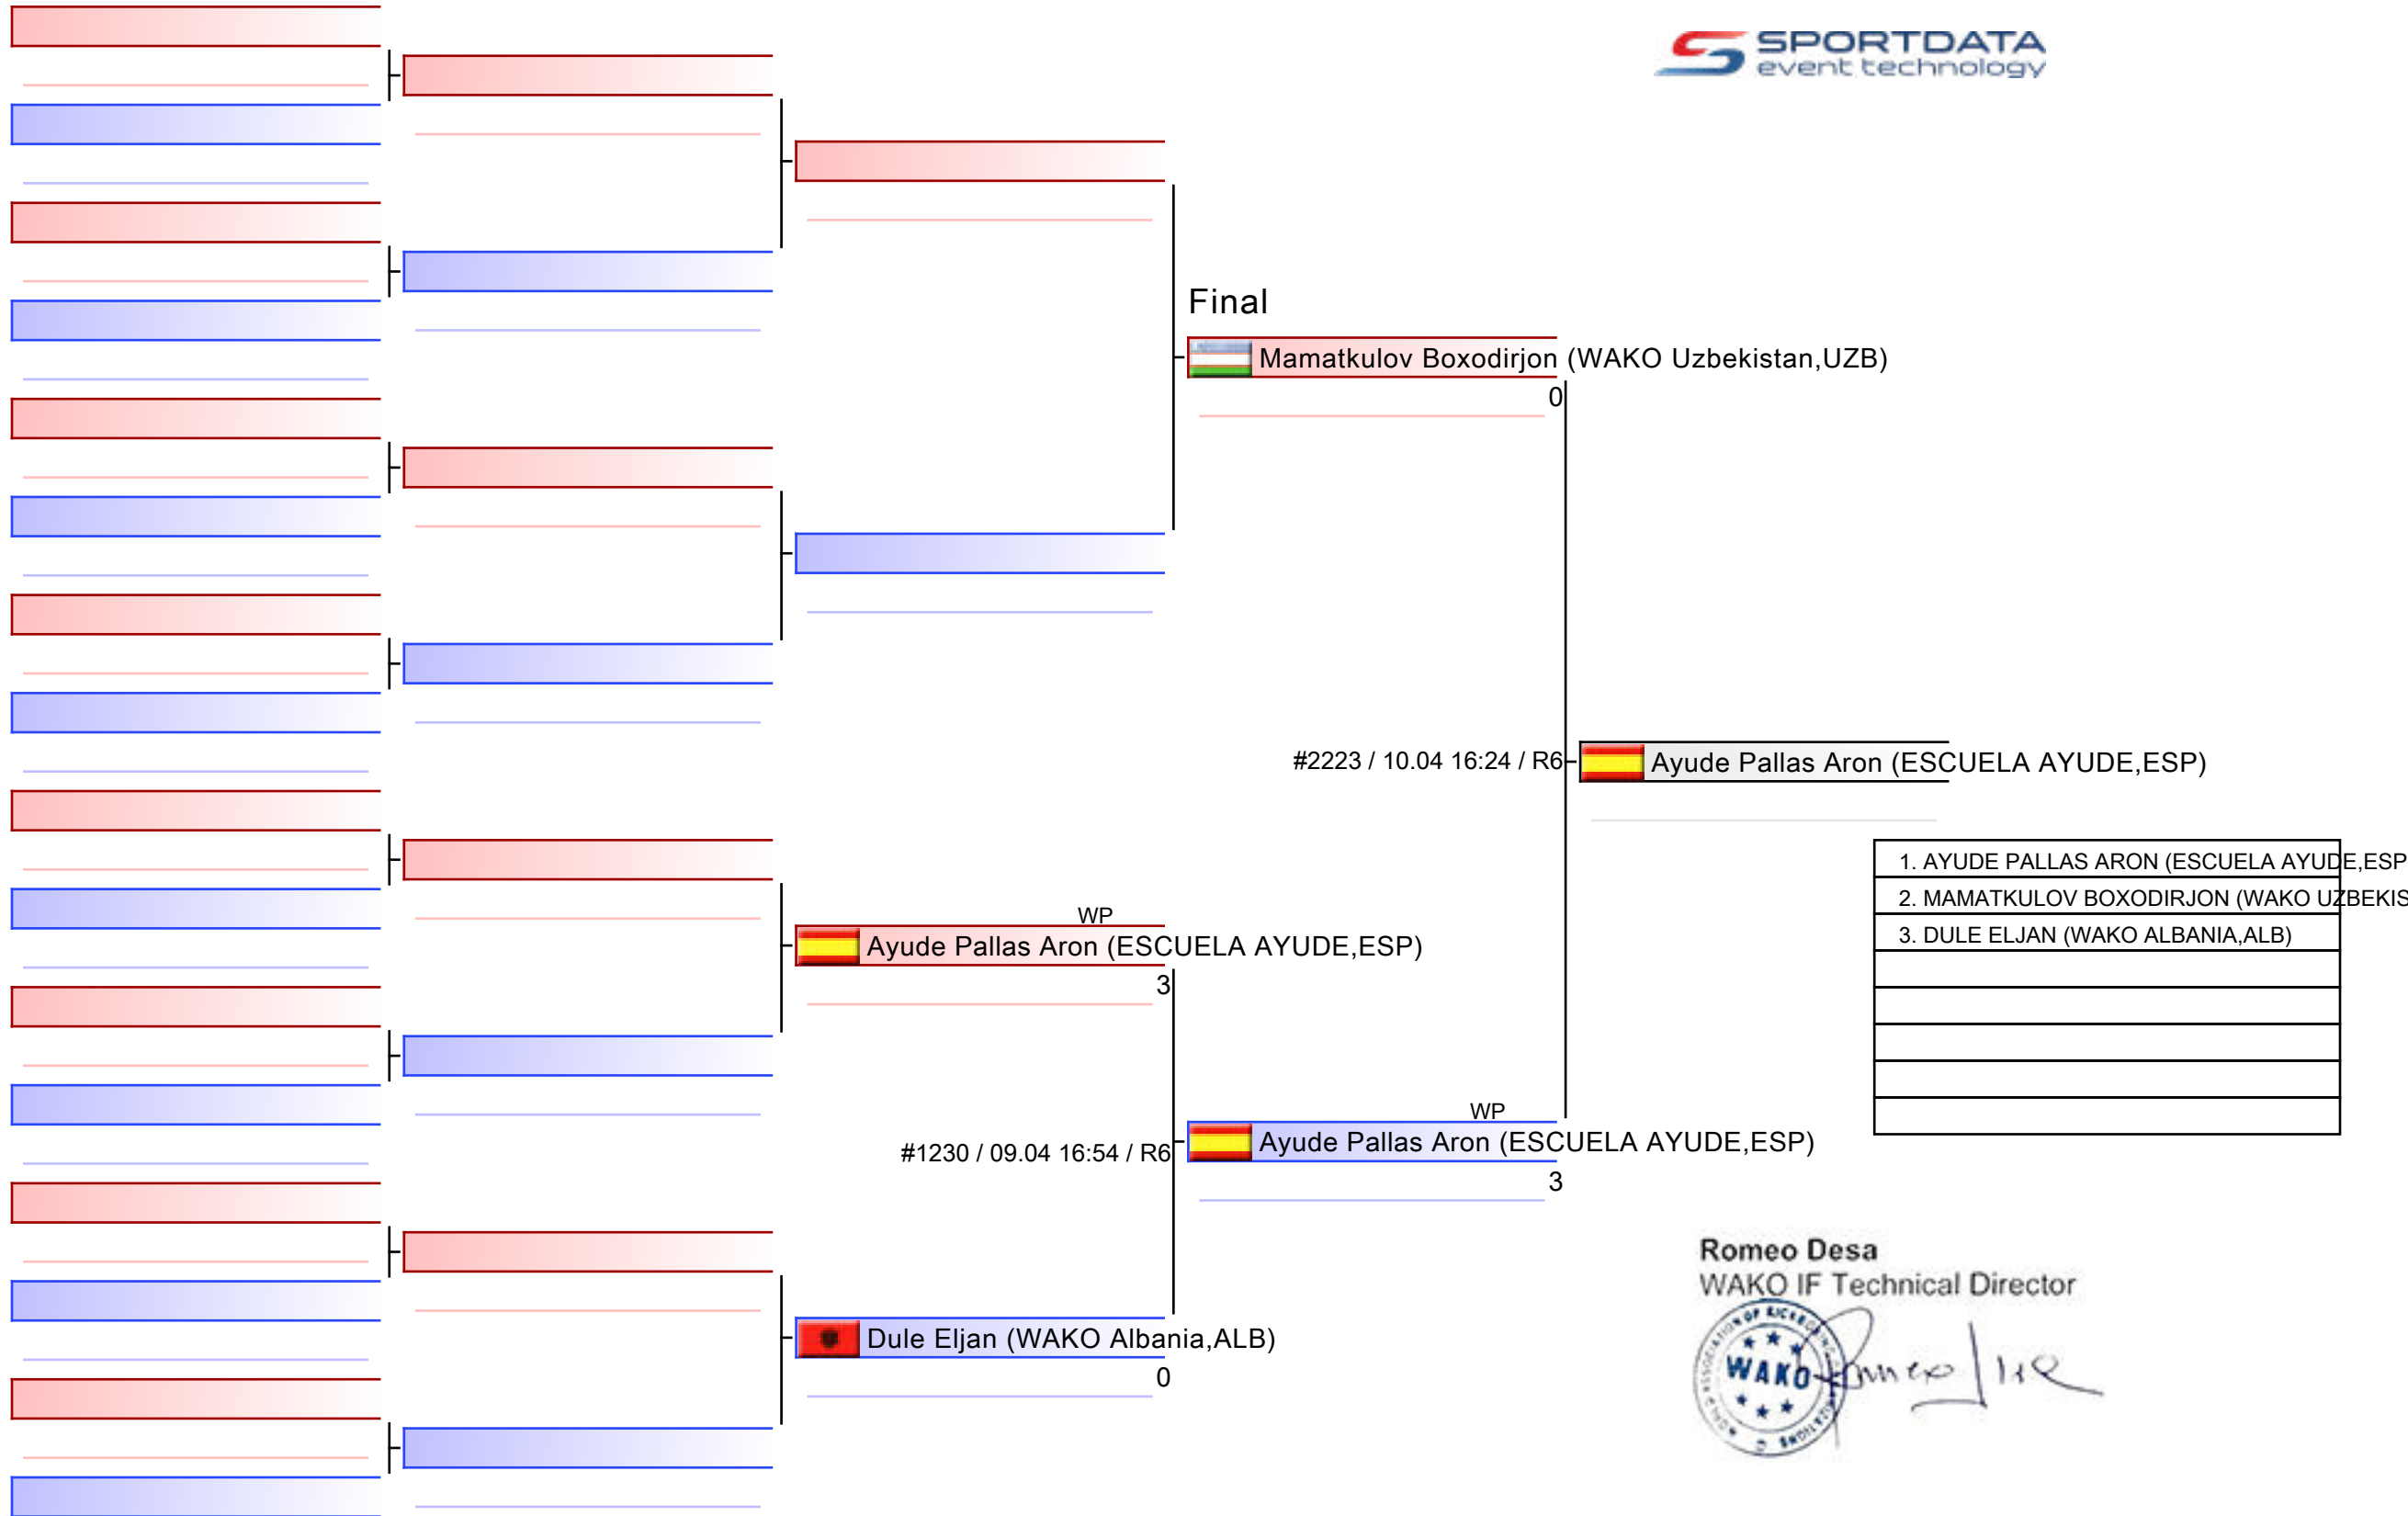 SPORTDATA
event technology
Final
Mamatkulov Boxodirjon (WAKO Uzbekistan,UZB)
0
#2223 / 10.04 16:24 / R6
Ayude Pallas Aron (ESCUELA AYUDE,ESP)
1. AYUDE PALLAS ARON (ESCUELA AYUDE,ESP
2. MAMATKULOV BOXODIRJON (WAKO UZBEKIS
3. DULE ELJAN (WAKO ALBANIA,ALB)
WP
Ayude Pallas Aron (ESCUELA AYUDE,ESP)
3
#1230 / 09.04 16:54 / R6
WP
Ayude Pallas Aron (ESCUELA AYUDE,ESP)
3
Dule Eljan (WAKO Albania,ALB)
0
Romeo Desa
WAKO IF Technical Director
WAKO